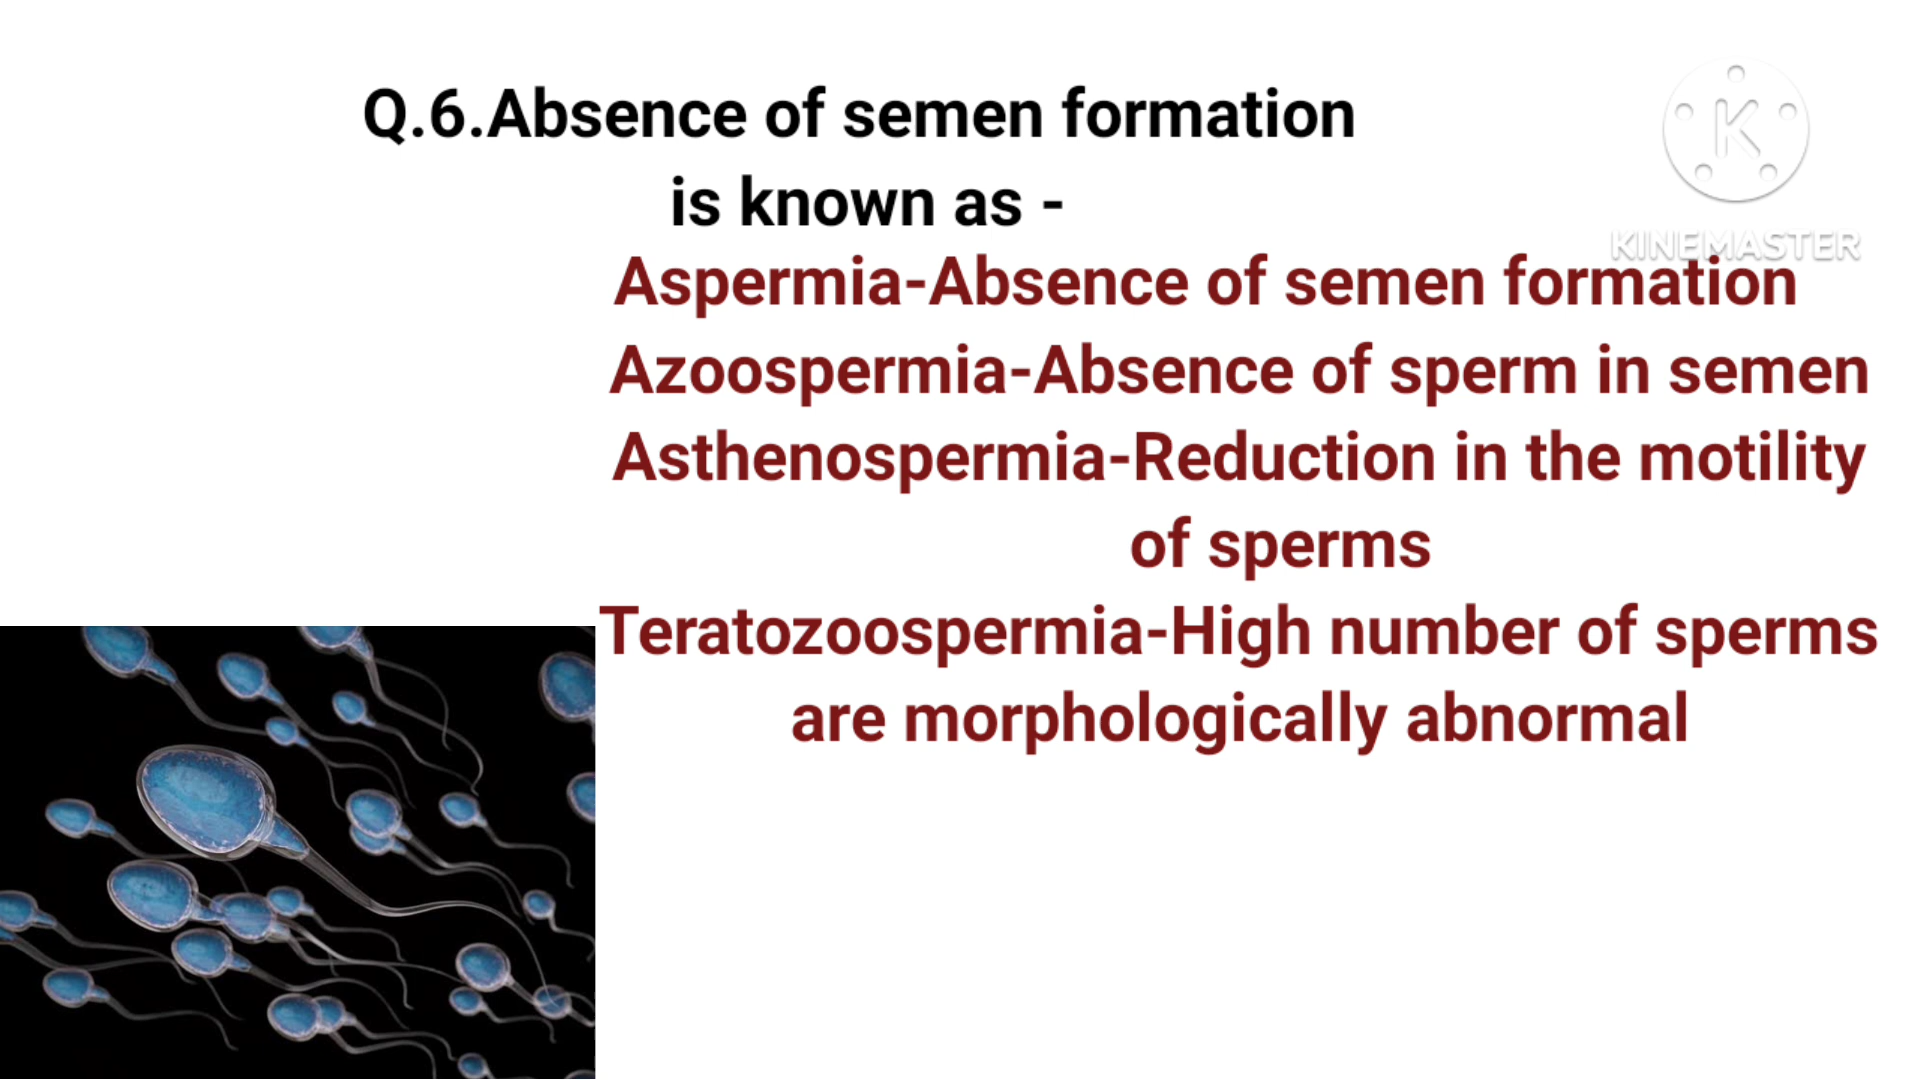 Q.6.Absence of semen formation
is known as -
K
KINEMASTER
Aspermia-Absence of semen formation
Azoospermia-Absence of sperm in semen
Asthenospermia-Reduction in the motility
of sperms
Teratozoospermia-High number of sperms
are morphologically abnormal